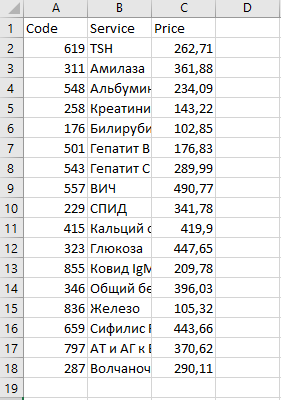 A B C D
1 Code Service Price
2 619 TSH 262,71
3 311 Амилаза 361,88
4 548 Альбумин 234,09
5 258 Креатини 143,22
6 176 Билируби 102,85
7 501 Гепатит В 176,83
8 543 Гепатит С 289,99
9 557 ВИЧ 490,77
10 229 СПИД 341,78
11 415 Кальций 419,9
12 323 Глюкоза 447,65
13 855 Ковид IgM 209,78
14 346 Общий бе 396,03
15 836 Железо 105,32
16 659 Сифилис 443,66
17 797 АТ и АГ к 370,62
18 287 Волчаноч 290,11
19